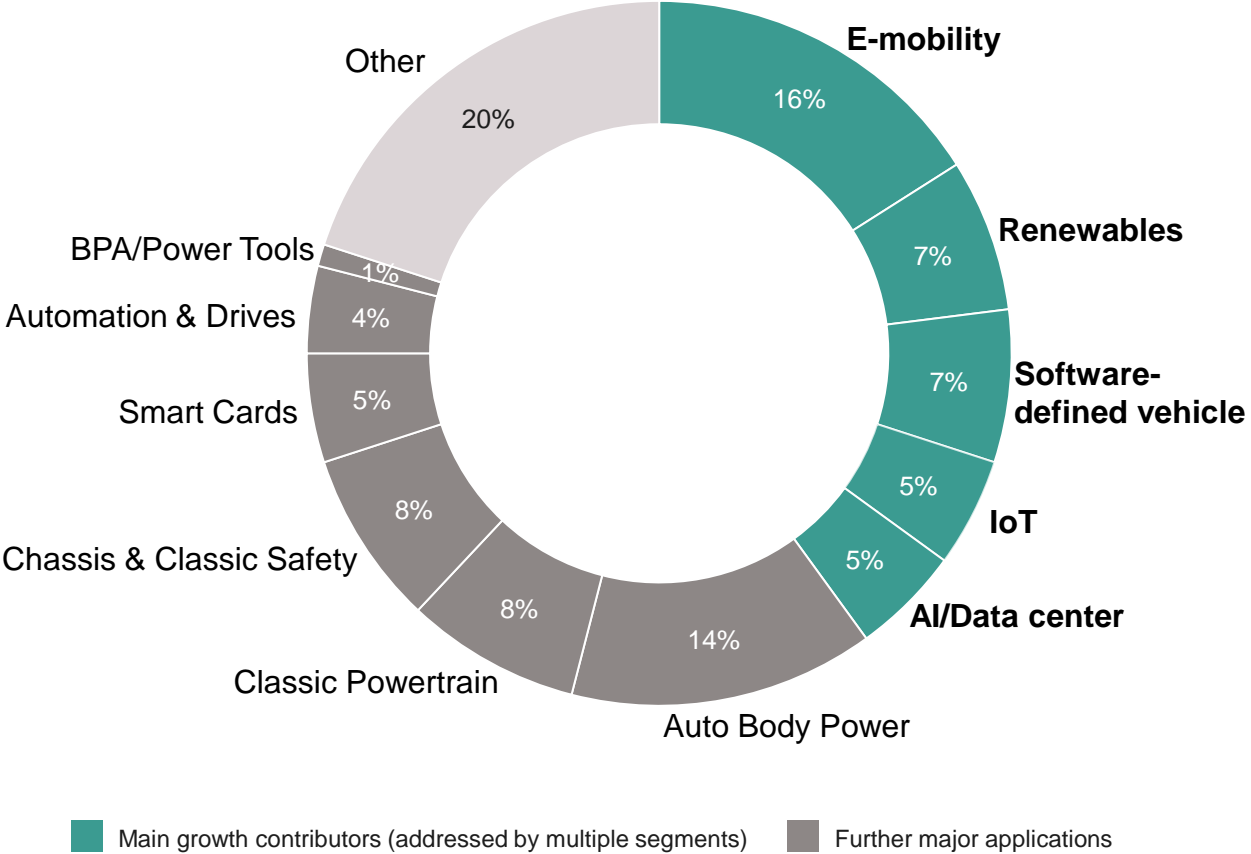 E-mobility
16%
Renewables
7%
Software-
defined vehicle
7%
IoT
5%
AI/Data center
5%
Auto Body Power
14%
Classic Powertrain
8%
Chassis & Classic Safety
8%
Smart Cards
5%
Automation & Drives
4%
BPA/Power Tools
1%
Other
20%
Main growth contributors (addressed by multiple segments)
Further major applications